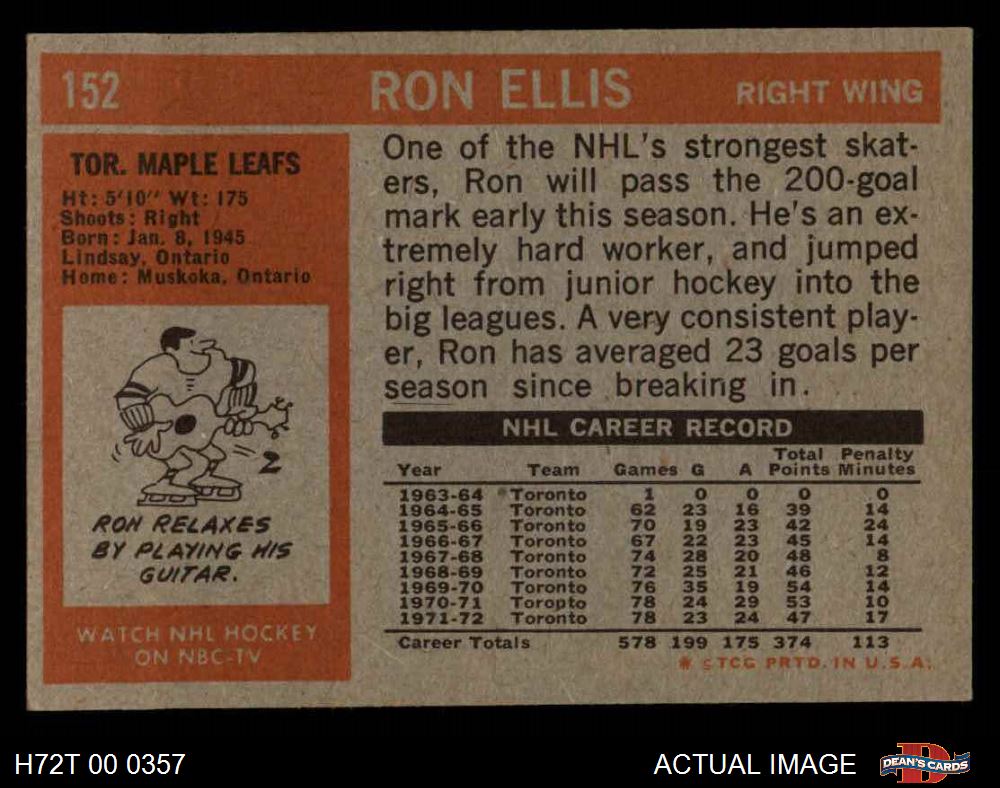 152 RON ELLIS RIGHT WING
TOR. MAPLE LEAFS
Ht: 5'10" Wt: 175
Shoots: Right
Born: Jan. 8, 1945
Lindsay, Ontario
Home: Muskoka, Ontario
RON RELAXES
BY PLAYING HIS
GUITAR.
WATCH NHL HOCKEY
ON NBC-TV
One of the NHL's strongest skat-
ers, Ron will pass the 200-goal
mark early this season. He's an ex-
tremely hard worker, and jumped
right from junior hockey into the
big leagues. A very consistent play-
er, Ron has averaged 23 goals per
season since breaking in.
NHL CAREER RECORD
Total Penalty
Year Team Games G A Points Minutes
1963-64 Toronto 1 0 0 0 0
1964-65 Toronto 62 23 16 39 14
1965-66 Toronto 70 19 23 42 24
1966-67 Toronto 67 22 23 45 14
1967-68 Toronto 74 28 20 48 8
1968-69 Toronto 72 25 21 46 12
1969-70 Toronto 76 35 19 54 14
1970-71 Toropto 78 24 29 53 10
1971-72 Toronto 78 23 24 47 17
Career Totals 578 199 175 374 113
* ©TCG PRTD. IN U.S.A.
H72T 00 0357
ACTUAL IMAGE
D
DEAN'S CARDS